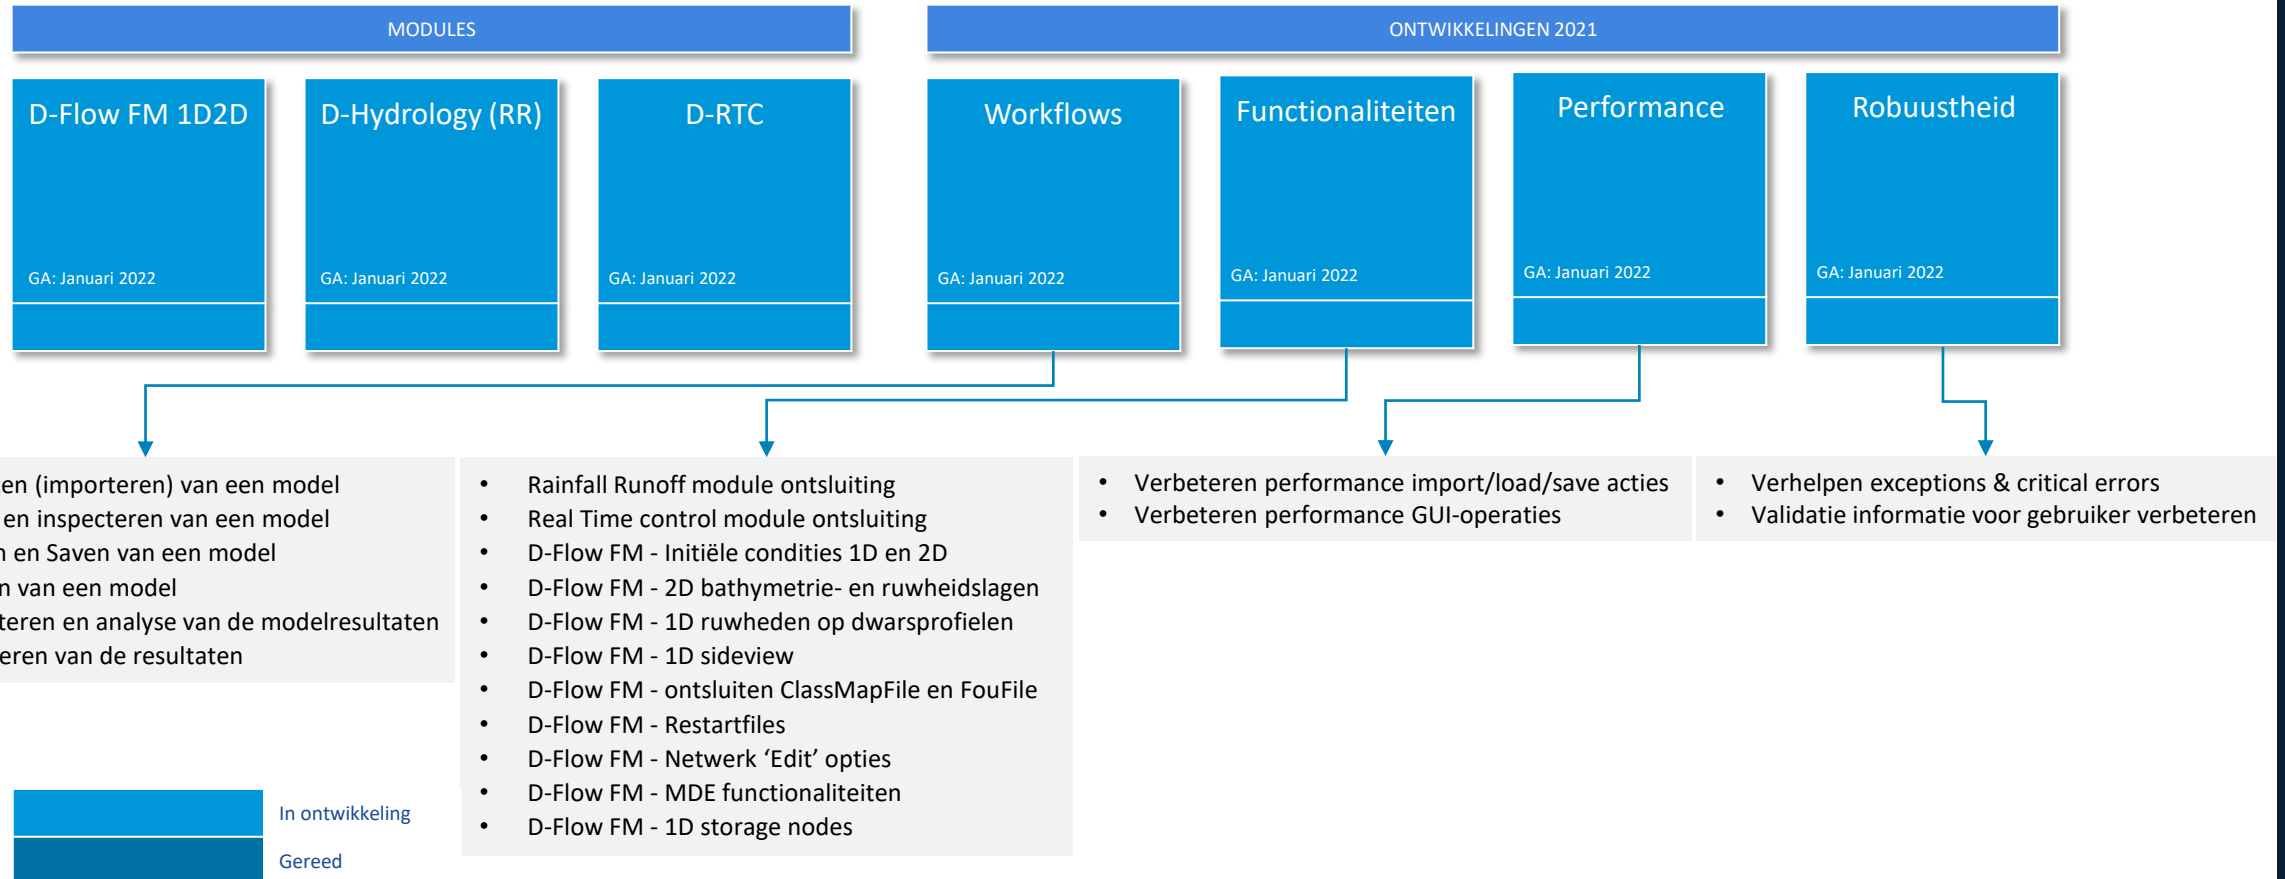 MODULES
ONTWIKKELINGEN 2021
D-Flow FM 1D2D
GA: Januari 2022
D-Hydrology (RR)
GA: Januari 2022
D-RTC
GA: Januari 2022
Workflows
GA: Januari 2022
Functionaliteiten
GA: Januari 2022
Performance
GA: Januari 2022
Robuustheid
GA: Januari 2022
(importeren) van een model
en inspecteren van een model
en Saven van een model
van een model
en analyse van de modelresultaten
van de resultaten
• Rainfall Runoff module ontsluiting
• Real Time control module ontsluiting
• D-Flow FM - Initiële condities 1D en 2D
• D-Flow FM - 2D bathymetrie- en ruwheidslagen
• D-Flow FM - 1D ruwheden op dwarsprofielen
• D-Flow FM - 1D sideview
• D-Flow FM - ontsluiten ClassMapFile en FouFile
• D-Flow FM - Restartfiles
• D-Flow FM - Netwerk ‘Edit’ opties
• D-Flow FM - MDE functionaliteiten
• D-Flow FM - 1D storage nodes
• Verbeteren performance import/load/save acties
• Verbeteren performance GUI-operaties
• Verhelpen exceptions & critical errors
• Validatie informatie voor gebruiker verbeteren
In ontwikkeling
Gereed